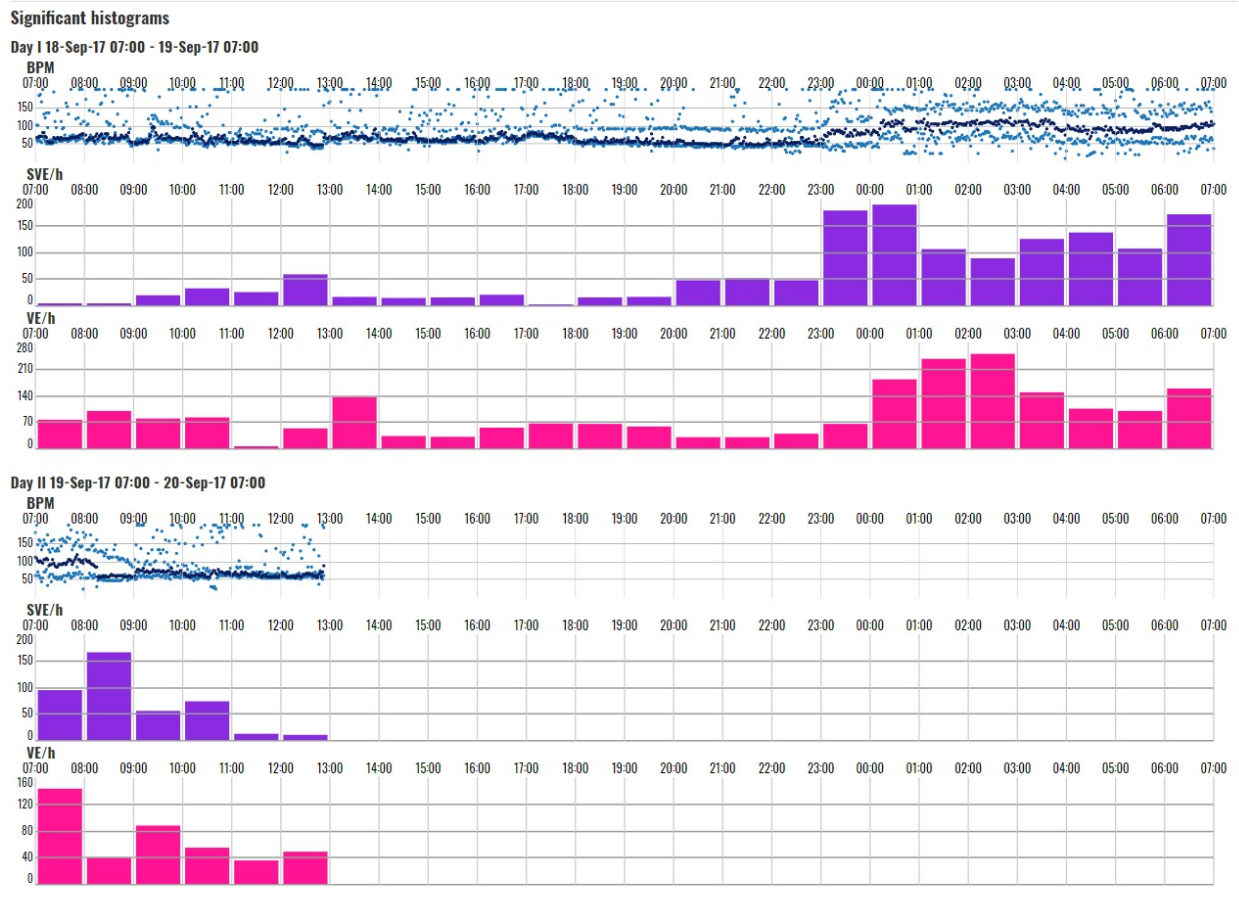 Significant histograms
Day I 18-Sep-17 07:00 - 19-Sep-17 07:00
BPM
07:00 08:00 09:00 10:00 11:00 12:00 13:00 14:00 15:00 16:00 17:00 18:00 19:00 20:00 21:00 22:00 23:00 00:00 01:00 02:00 03:00 04:00 05:00 06:00 07:00
150
100
50
SVE/h
07:00 08:00 09:00 10:00 11:00 12:00 13:00 14:00 15:00 16:00 17:00 18:00 19:00 20:00 21:00 22:00 23:00 00:00 01:00 02:00 03:00 04:00 05:00 06:00 07:00
200
150
100
50
0
VE/h
07:00 08:00 09:00 10:00 11:00 12:00 13:00 14:00 15:00 16:00 17:00 18:00 19:00 20:00 21:00 22:00 23:00 00:00 01:00 02:00 03:00 04:00 05:00 06:00 07:00
280
210
140
70
0
Day II 19-Sep-17 07:00 - 20-Sep-17 07:00
BPM
07:00 08:00 09:00 10:00 11:00 12:00 13:00 14:00 15:00 16:00 17:00 18:00 19:00 20:00 21:00 22:00 23:00 00:00 01:00 02:00 03:00 04:00 05:00 06:00 07:00
150
100
50
SVE/h
07:00 08:00 09:00 10:00 11:00 12:00 13:00 14:00 15:00 16:00 17:00 18:00 19:00 20:00 21:00 22:00 23:00 00:00 01:00 02:00 03:00 04:00 05:00 06:00 07:00
200
150
100
50
0
VE/h
07:00 08:00 09:00 10:00 11:00 12:00 13:00 14:00 15:00 16:00 17:00 18:00 19:00 20:00 21:00 22:00 23:00 00:00 01:00 02:00 03:00 04:00 05:00 06:00 07:00
160
120
80
40
0